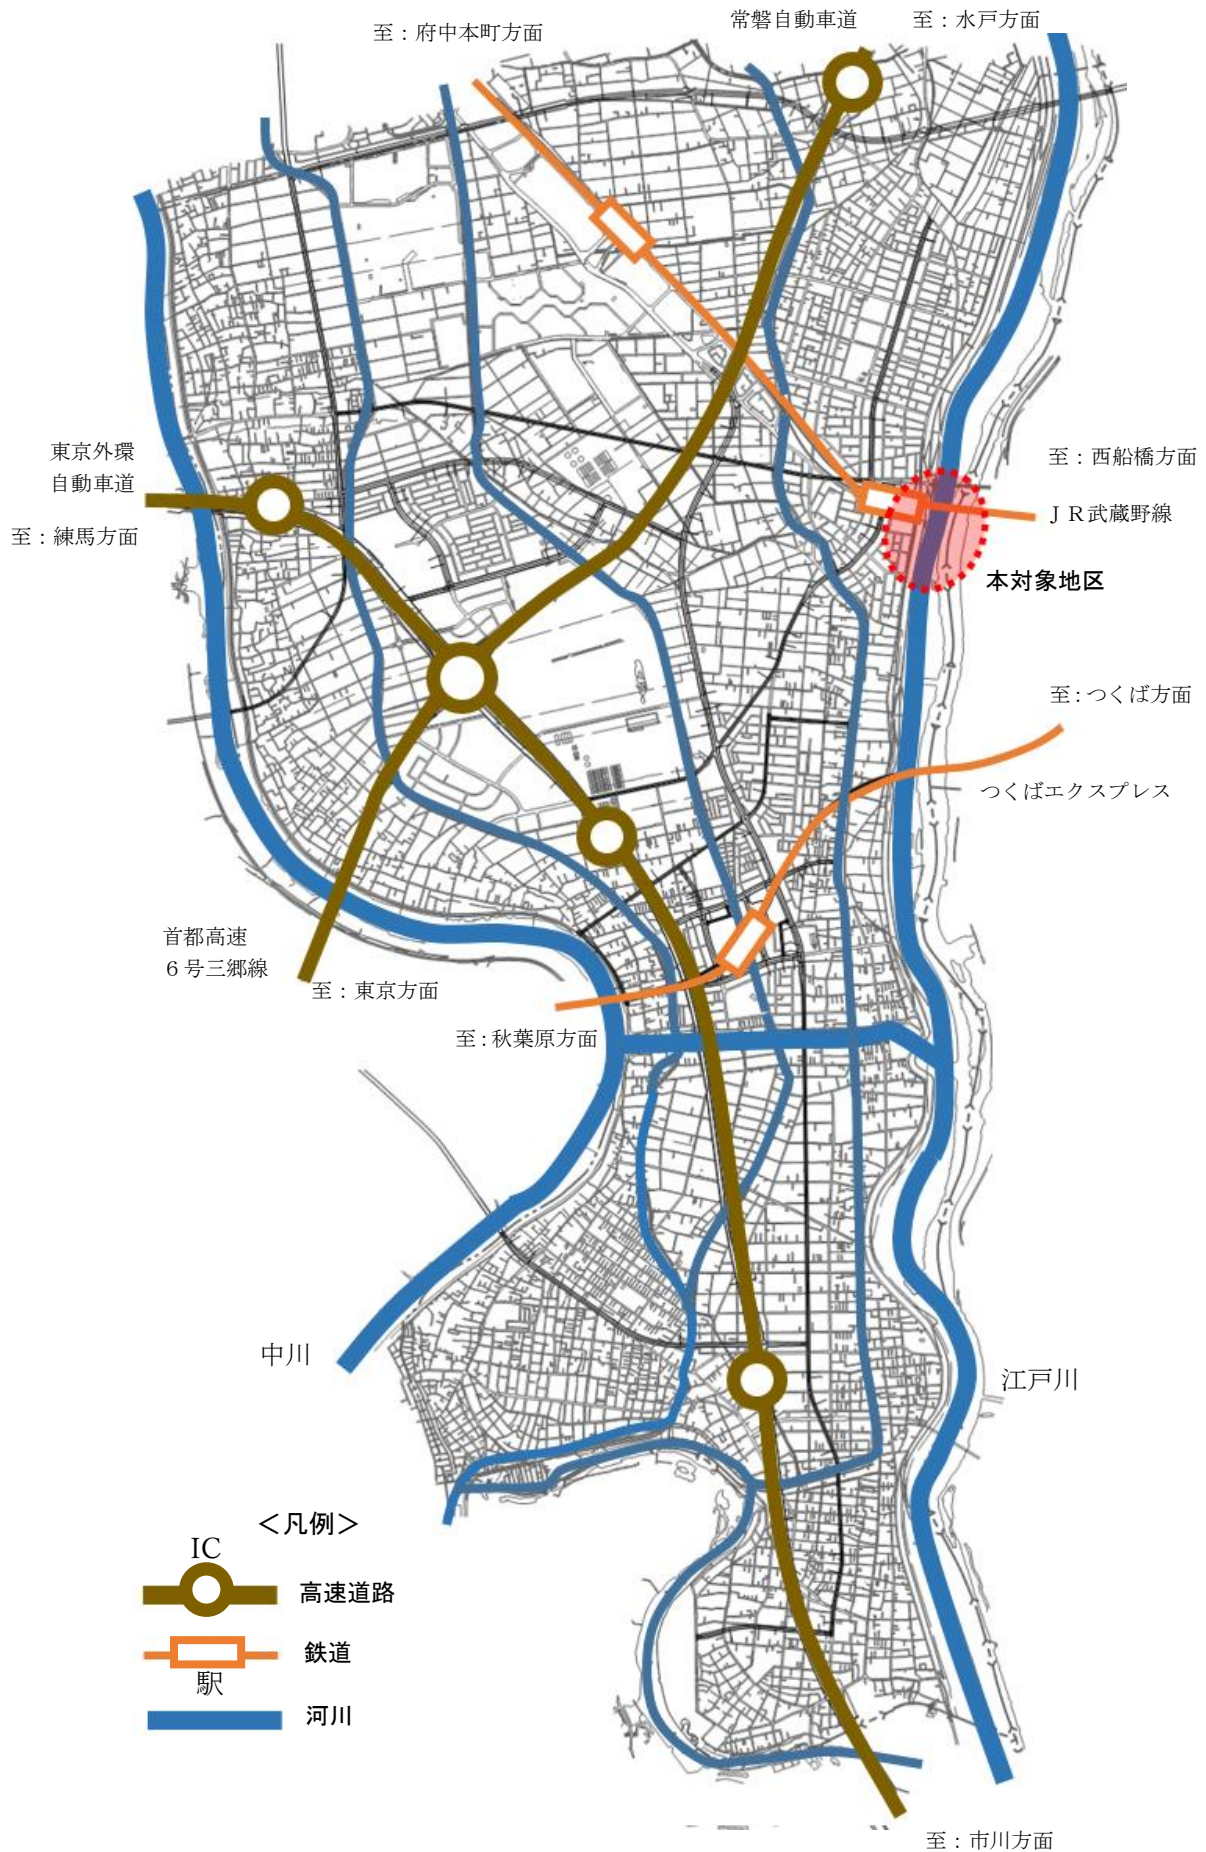 常磐自動車道
至：水戸方面
至：府中本町方面
東京外環
自動車道
至：練馬方面
至：西船橋方面
ＪＲ武蔵野線
本対象地区
至：つくば方面
つくばエクスプレス
首都高速
６号三郷線
至：東京方面
至：秋葉原方面
中川
江戸川
＜凡例＞
IC
高速道路
鉄道
駅
河川
至：市川方面